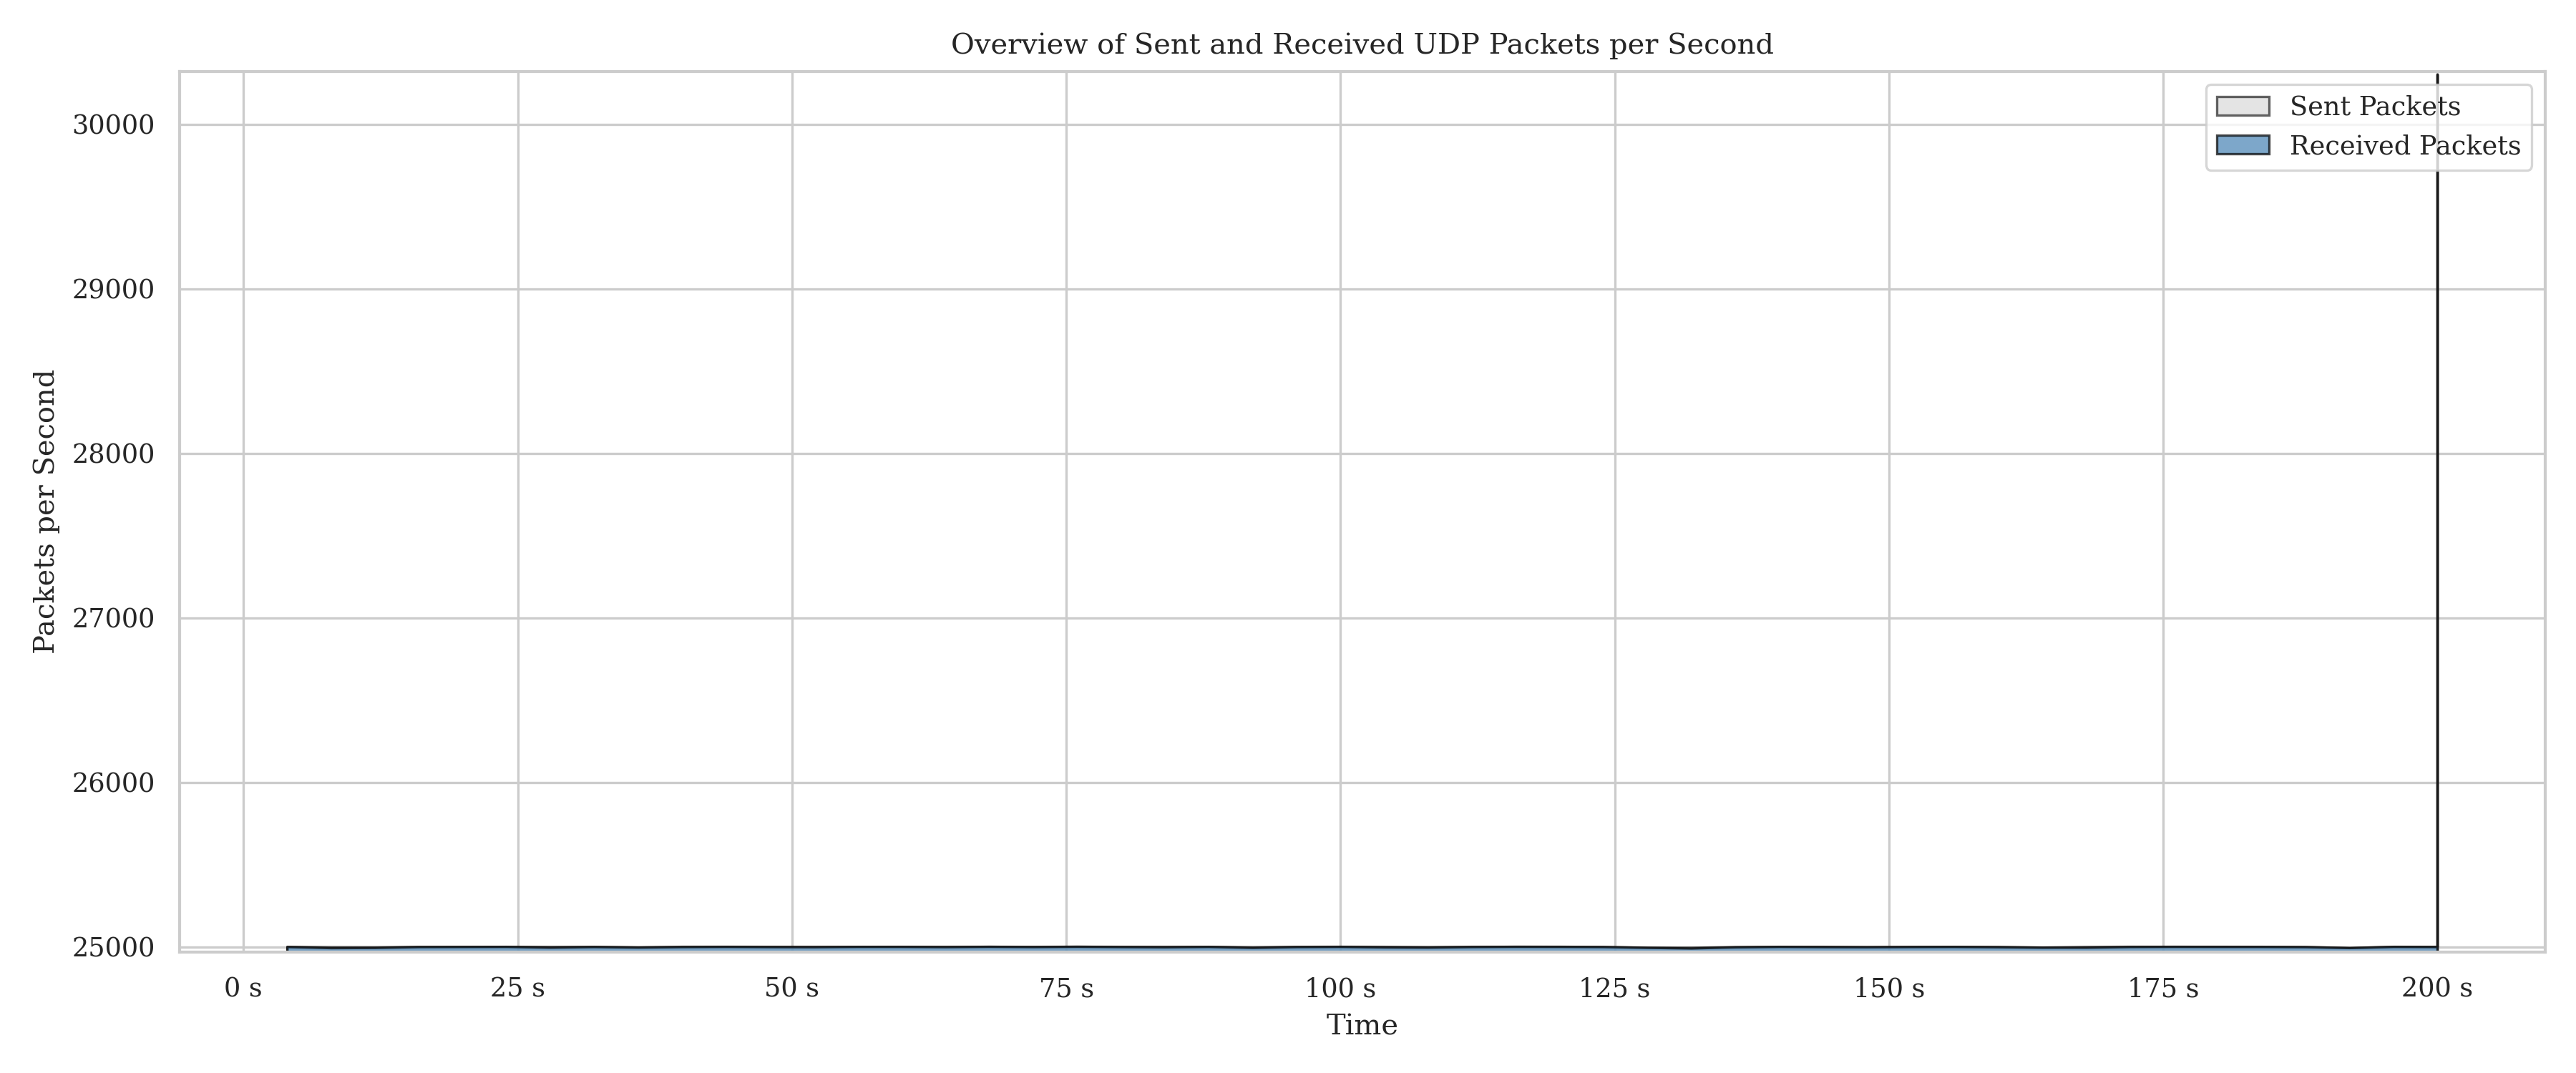 Overview of Sent and Received UDP Packets per Second
Sent Packets
Received Packets
Packets per Second
30000
29000
28000
27000
26000
25000
0 s
25 s
50 s
75 s
100 s
125 s
150 s
175 s
200 s
Time